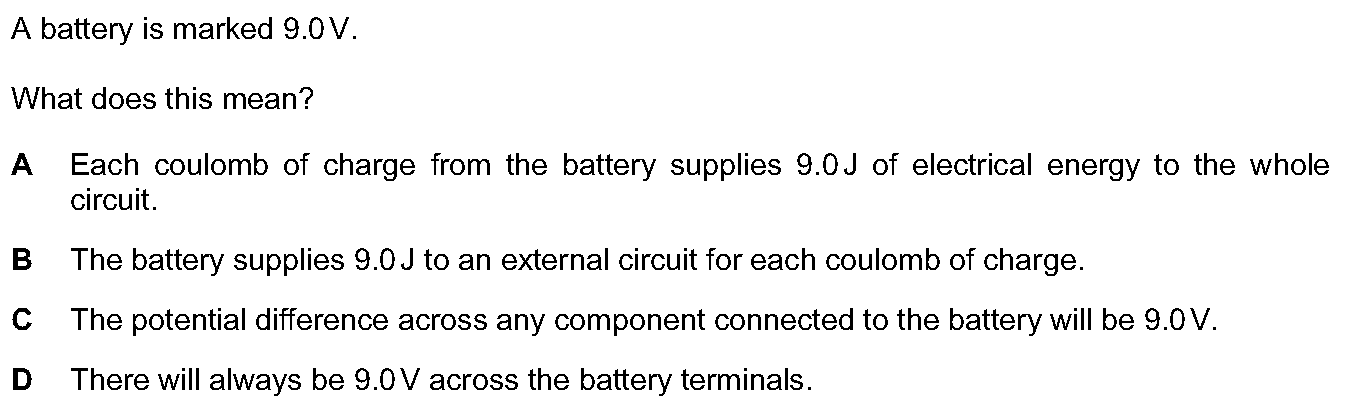 A battery is marked 9.0 V.
What does this mean?
A Each coulomb of charge from the battery supplies 9.0 J of electrical energy to the whole
circuit.
B The battery supplies 9.0 J to an external circuit for each coulomb of charge.
C The potential difference across any component connected to the battery will be 9.0 V.
D There will always be 9.0 V across the battery terminals.